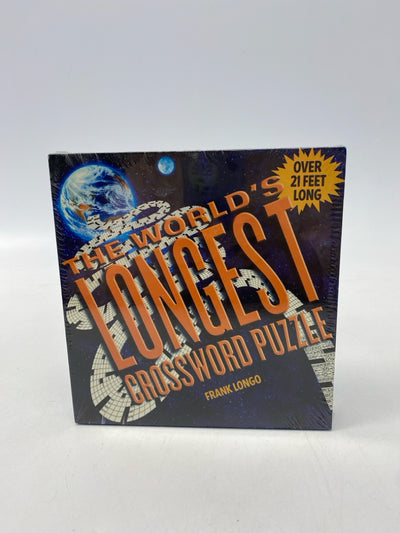 OVER
21 FEET
LONG
THE WORLD'S
LONGEST
CROSSWORD PUZZLE
FRANK LONGO